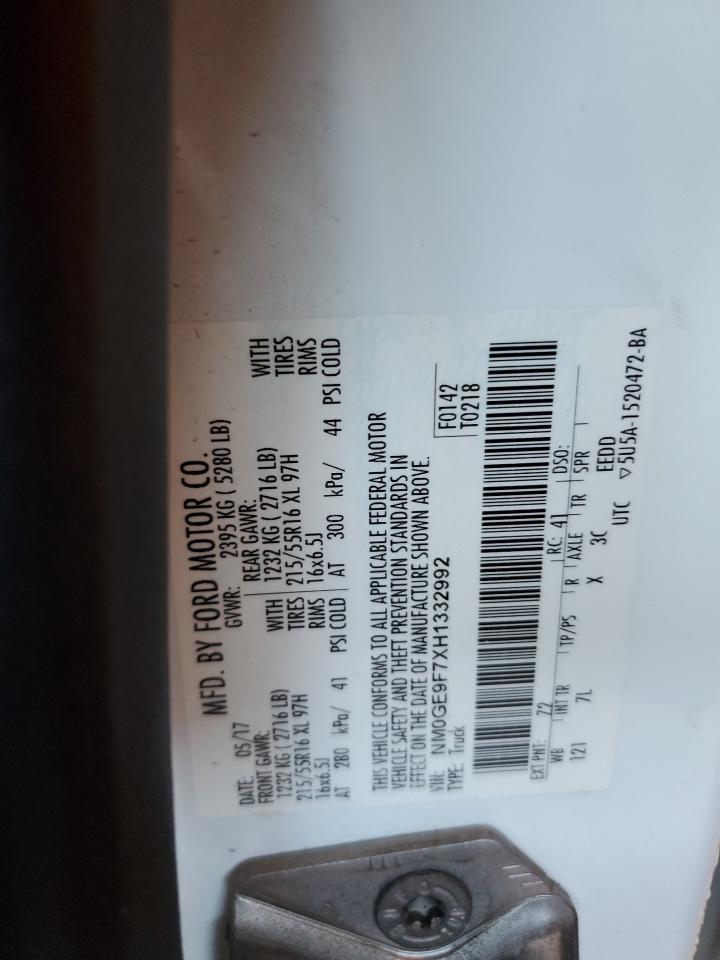 MFD. BY FORD MOTOR CO.
DATE: 05/17 GVWR: 2395 KG ( 5280 LB)
FRONT GAWR: REAR GAWR:
1232 KG ( 2716 LB) WITH 1232 KG ( 2716 LB) WITH
215/55R16 XL 97H TIRES 215/55R16 XL 97H TIRES
16x6.5J RIMS 16x6.5J RIMS
AT 280 kPa/ 41 PSI COLD AT 300 kPa/ 44 PSI COLD
THIS VEHICLE CONFORMS TO ALL APPLICABLE FEDERAL MOTOR
VEHICLE SAFETY AND THEFT PREVENTION STANDARDS IN
EFFECT ON THE DATE OF MANUFACTURE SHOWN ABOVE.
VIN: NM0GE9F7XH1332992 F0142
TYPE: Truck T0218
EXT PNT: 72 RC: 41 DSO:
WB INT TR TP/PS R AXLE TR SPR
121 7L X 3C EEDD
UTC ▽ 5U5A-1520472-BA